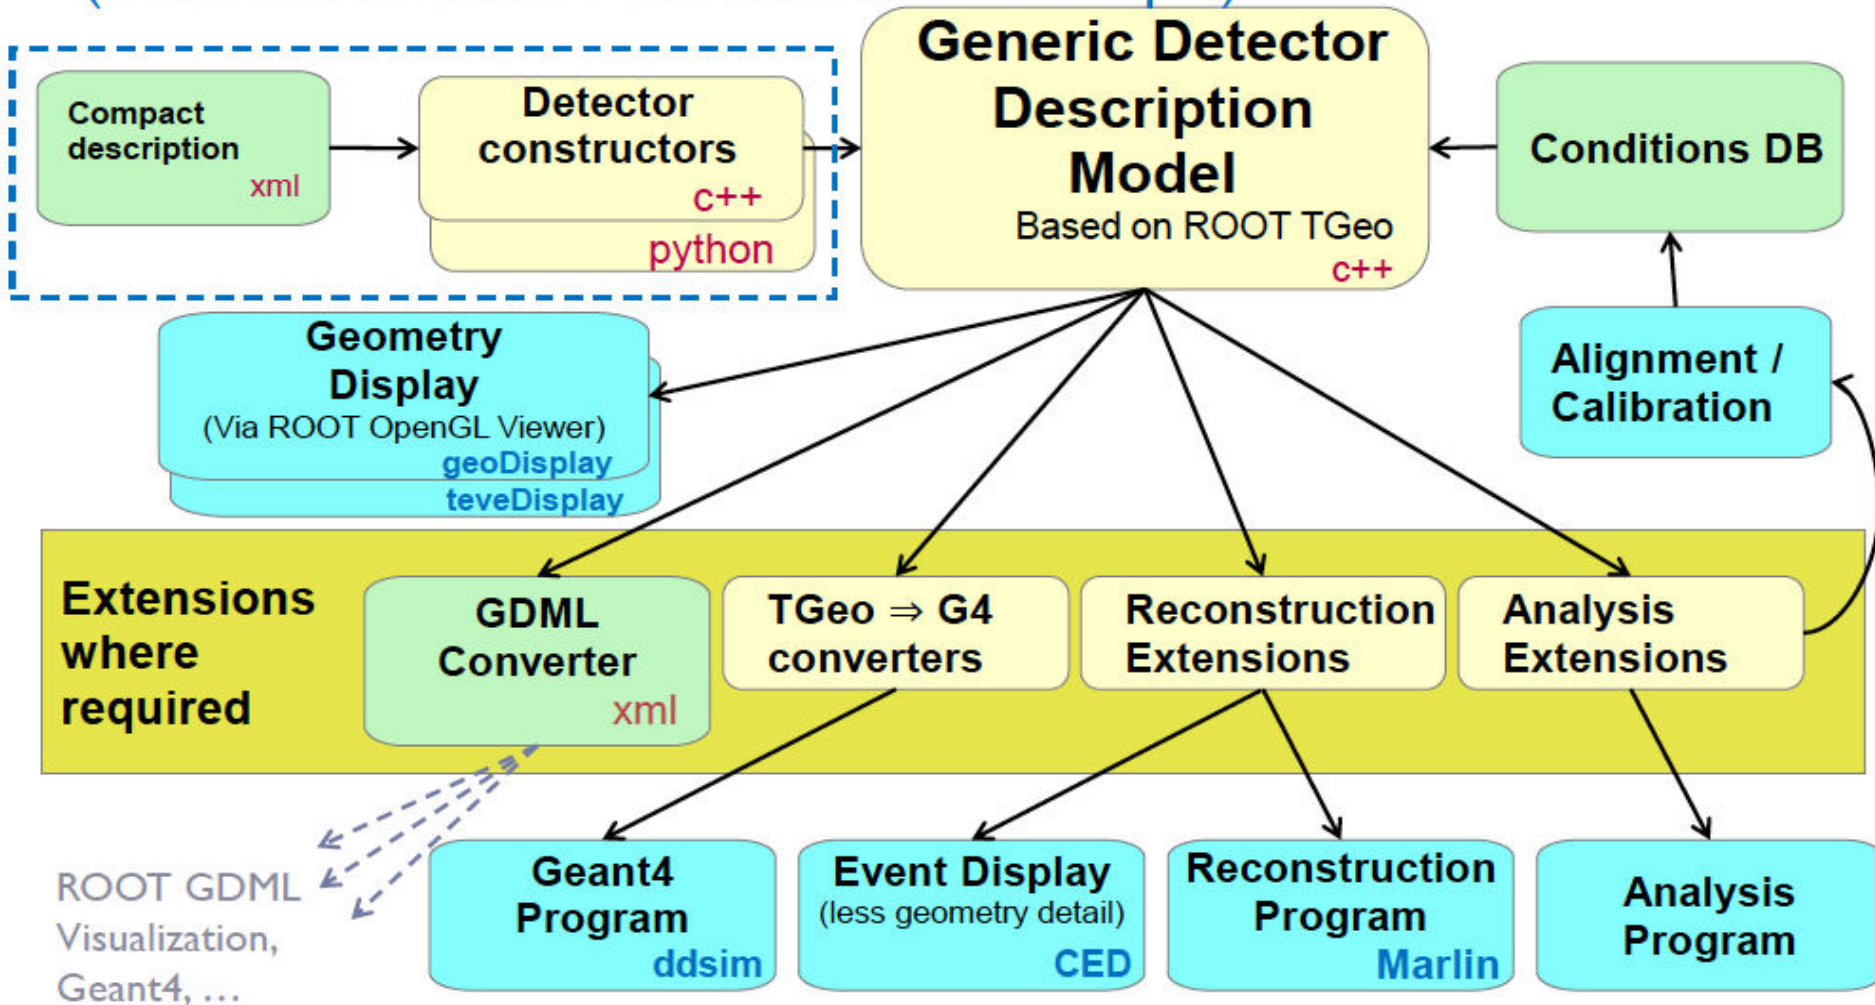 Compact
description
xml
Detector
constructors
c++
python
Generic Detector
Description
Model
Based on ROOT TGeo
c++
Conditions DB
Geometry
Display
(Via ROOT OpenGL Viewer)
geoDisplay
teveDisplay
Alignment /
Calibration
Extensions
where
required
GDML
Converter
xml
TGeo ⇒ G4
converters
Reconstruction
Extensions
Analysis
Extensions
ROOT GDML
Visualization,
Geant4, ...
Geant4
Program
ddsim
Event Display
(less geometry detail)
CED
Reconstruction
Program
Marlin
Analysis
Program